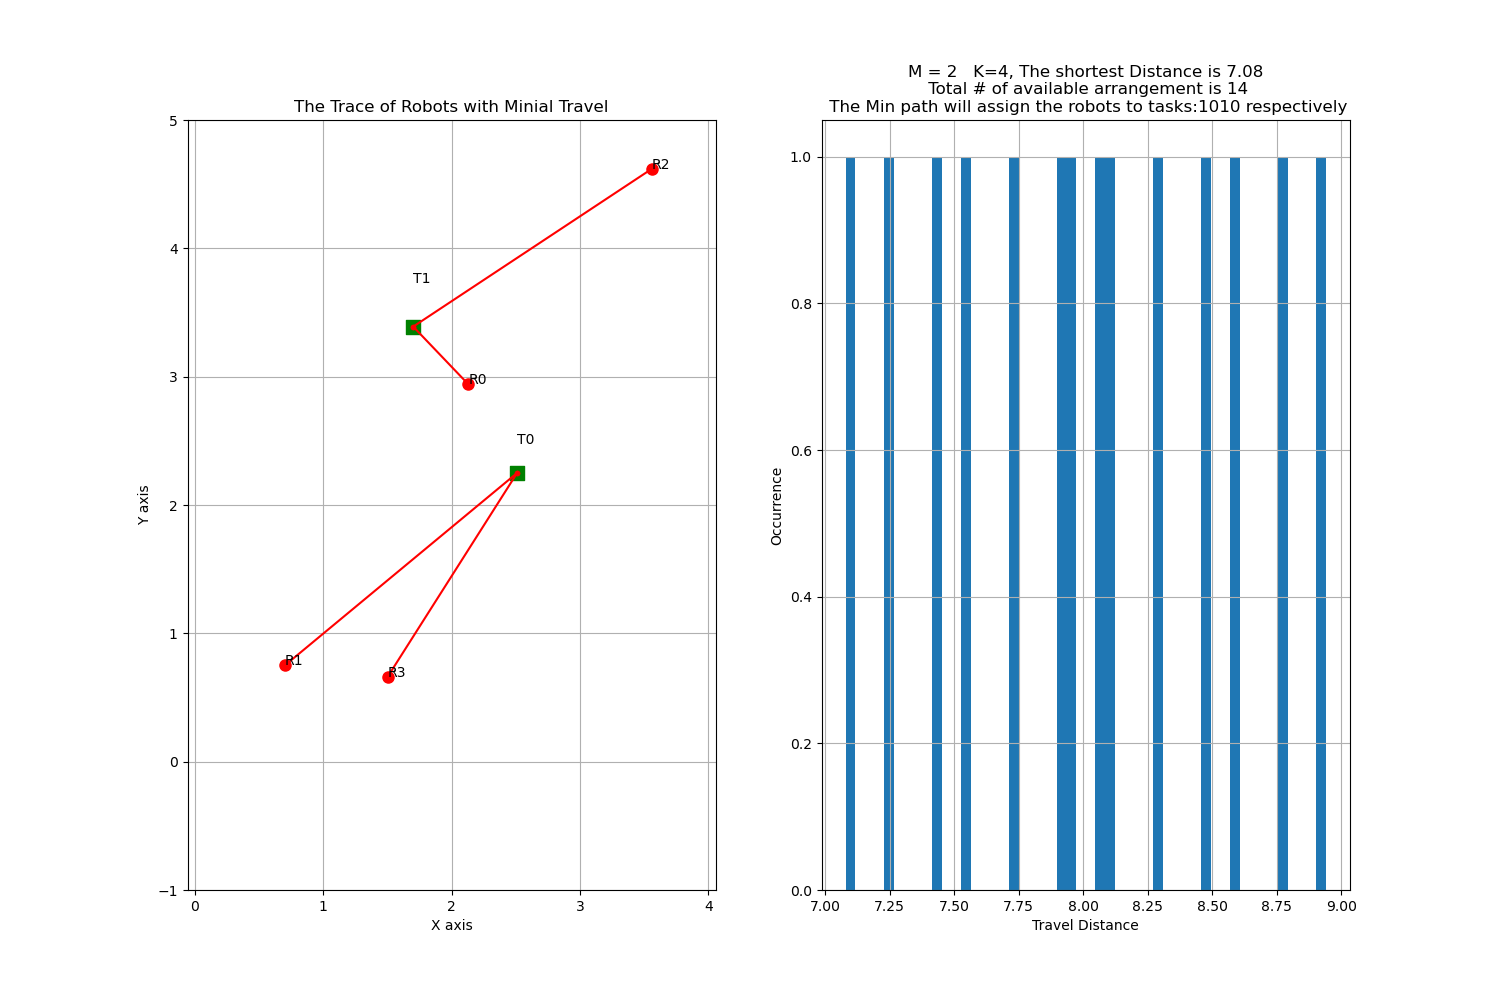 The Trace of Robots with Minial Travel
5
4
3
2
1
0
−1
Y axis
R2
T1
R0
T0
R1
R3
0 1 2 3 4
X axis
M = 2   K=4, The shortest Distance is 7.08
Total # of available arrangement is 14
The Min path will assign the robots to tasks:1010 respectively
1.0
0.8
0.6
0.4
0.2
0.0
Occurrence
7.00 7.25 7.50 7.75 8.00 8.25 8.50 8.75 9.00
Travel Distance